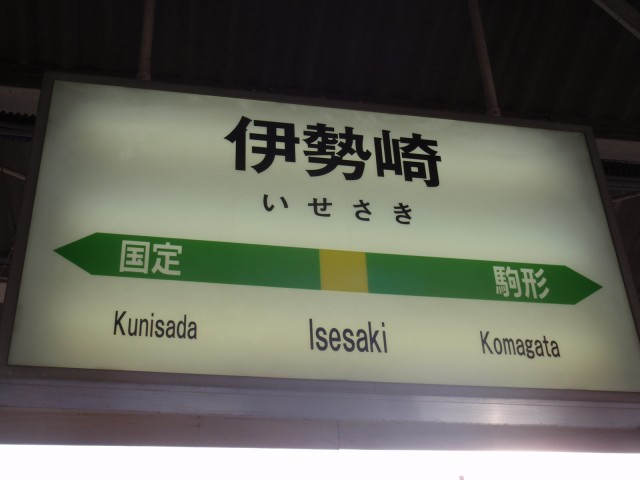 伊勢崎
いせさき
国定 駒形
Kunisada Isesaki Komagata